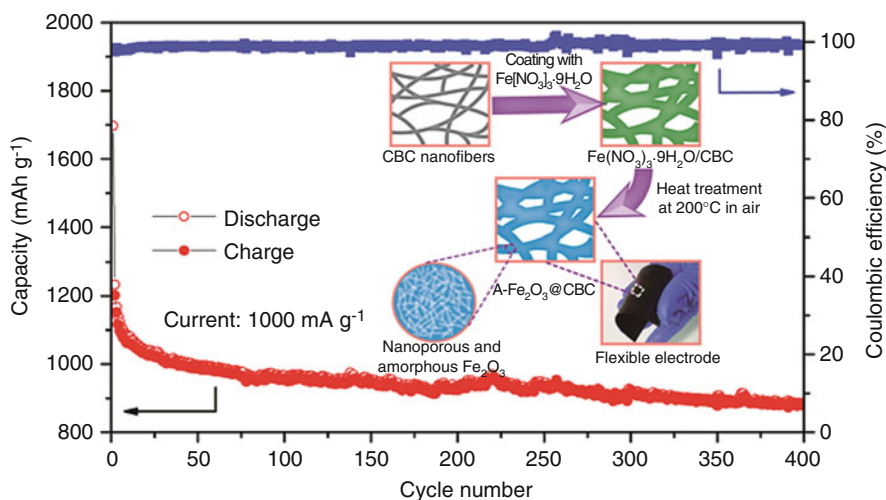 2000
1800
1600
1400
1200
1000
800
Capacity (mAh g-1)
100
80
60
40
20
0
Coulombic efficiency (%)
0
50
100
150
200
250
300
350
400
Cycle number
Discharge
Charge
Current: 1000 mA g-1
Coating with
Fe[NO3]3·9H2O
CBC nanofibers
Fe(NO3)3·9H2O/CBC
Heat treatment
at 200°C in air
A-Fe2O3@CBC
Nanoporous and
amorphous Fe2O3
Flexible electrode